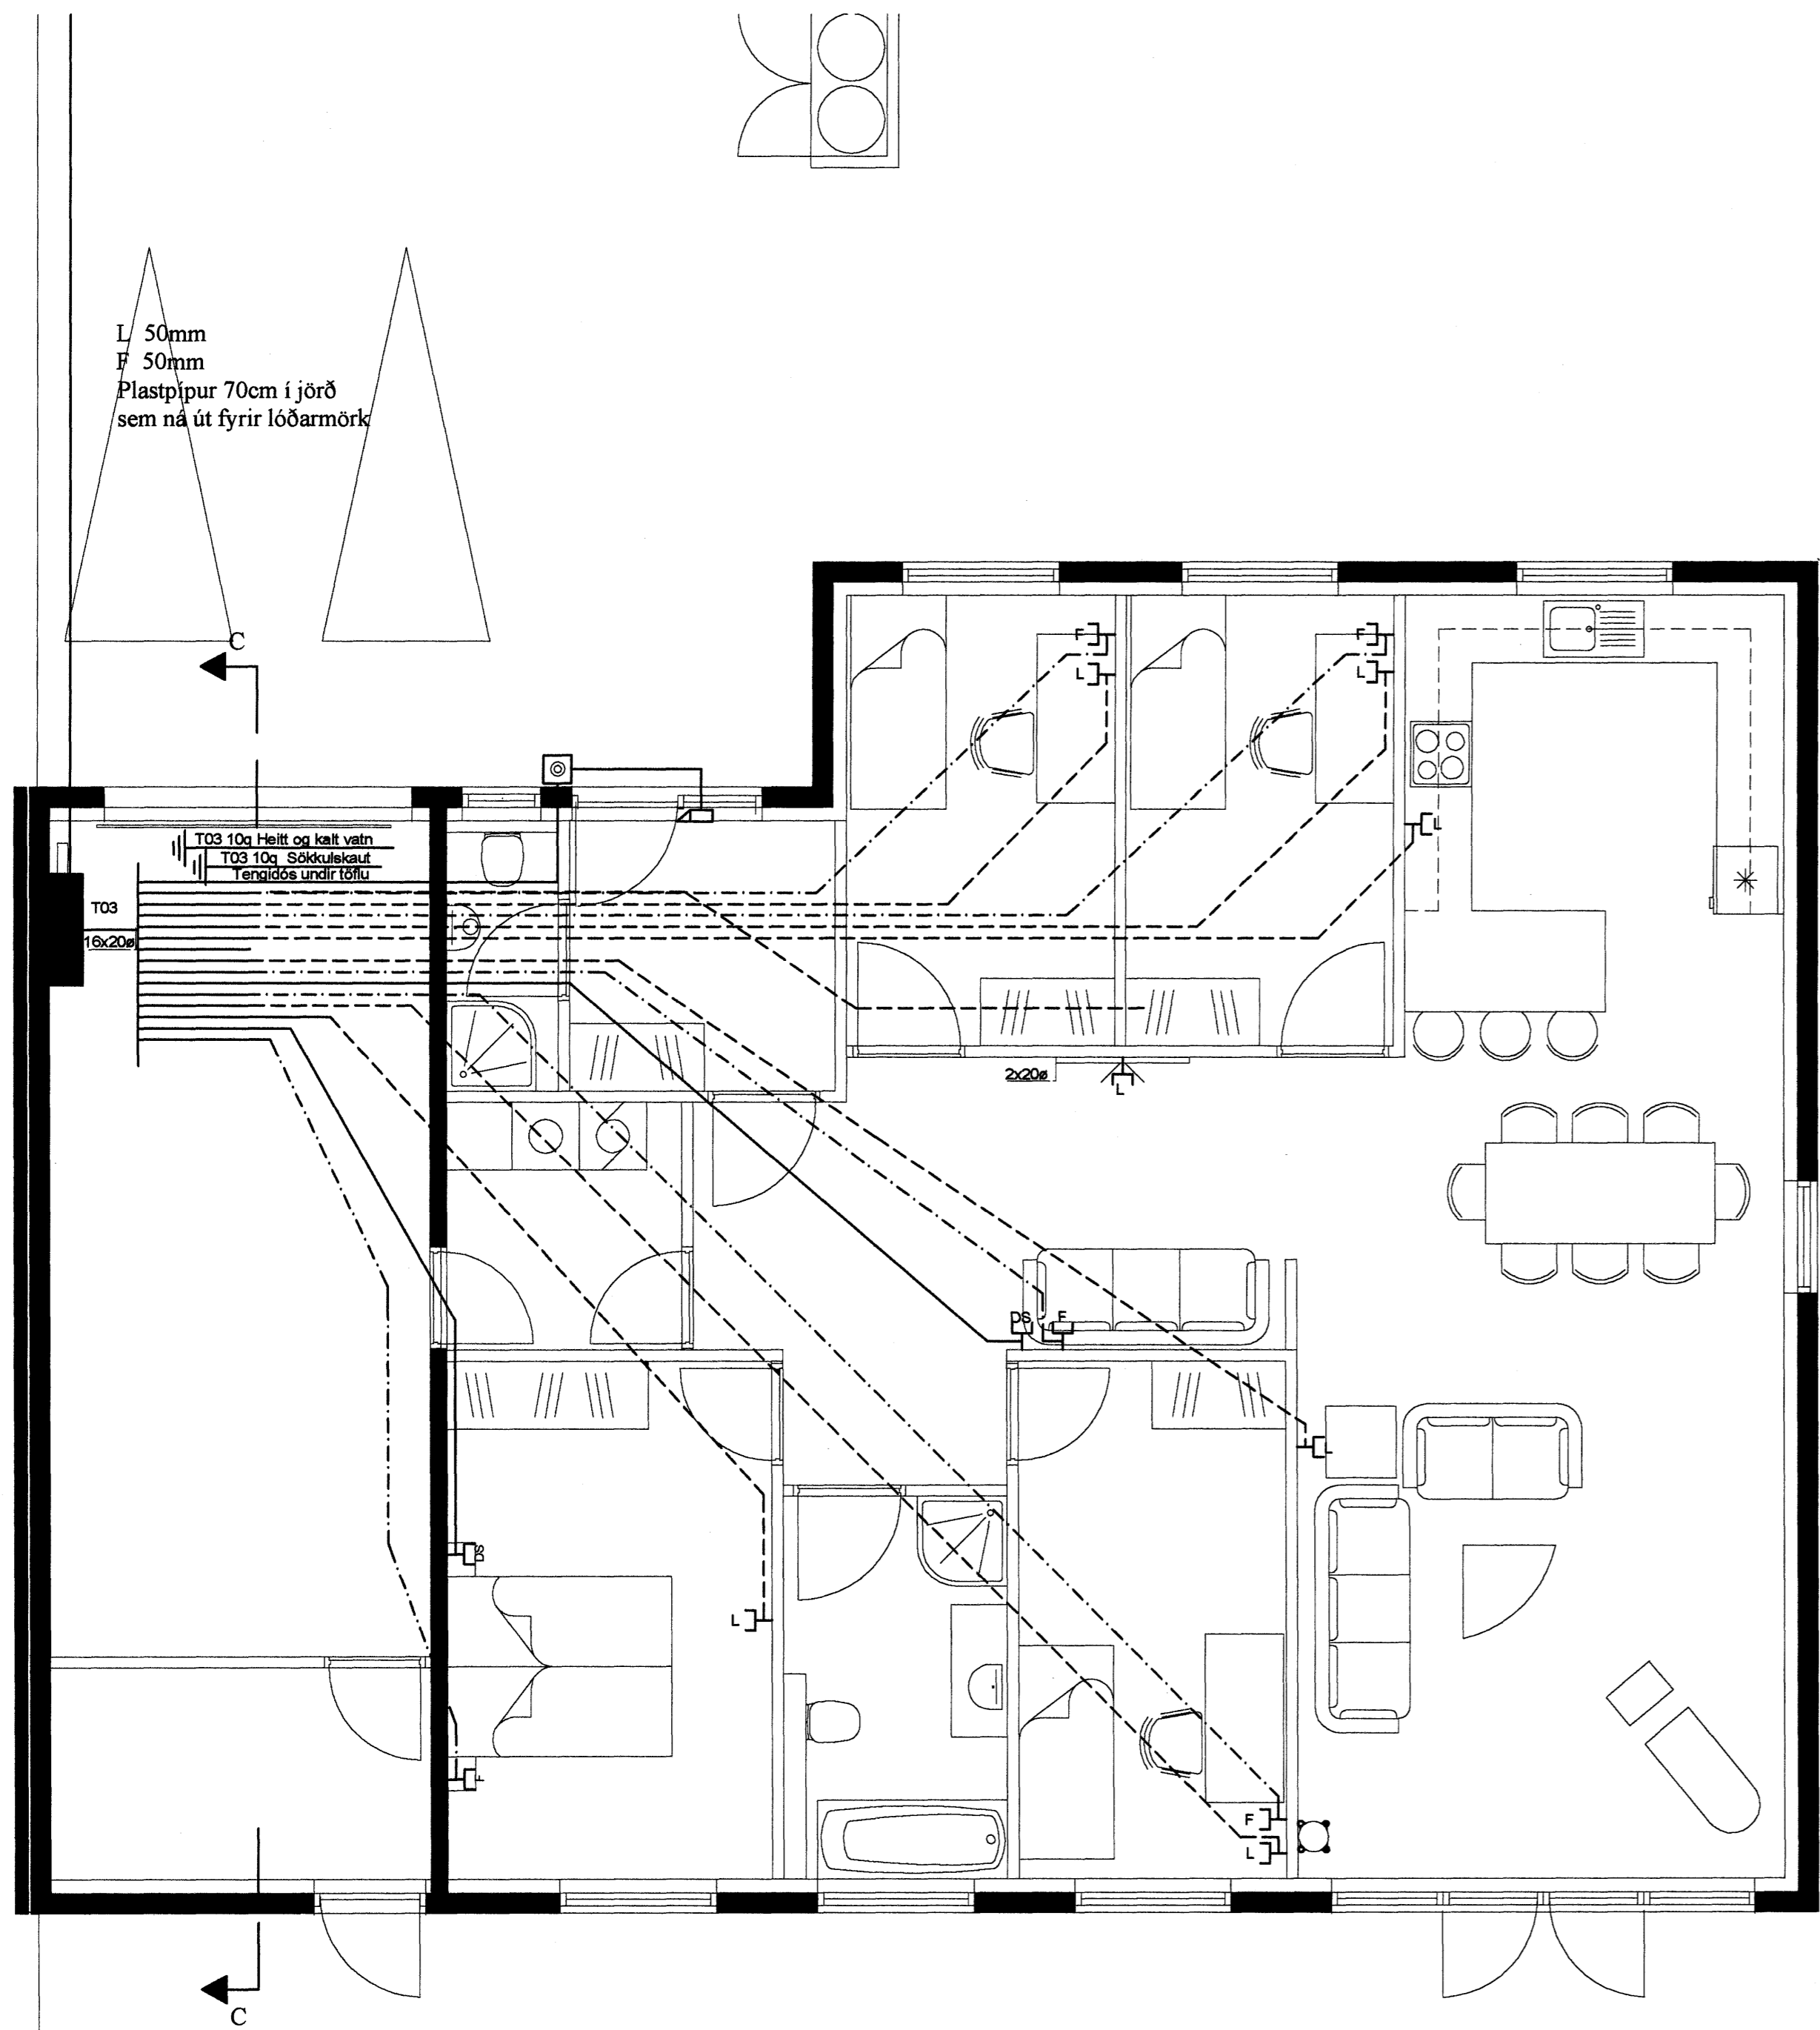 L 50mm
F 50mm
Plastpípur 70cm í jörð
sem ná út fyrir lóðarmörk
C
F
F
L
L
L
T03 10q Heitt og kalt vatn
T03 10q Sökkulskaut
Tengidós undir töflu
T03
16x20ø
2x20ø
L
DS
F
L
DS
L
F
F
L
C